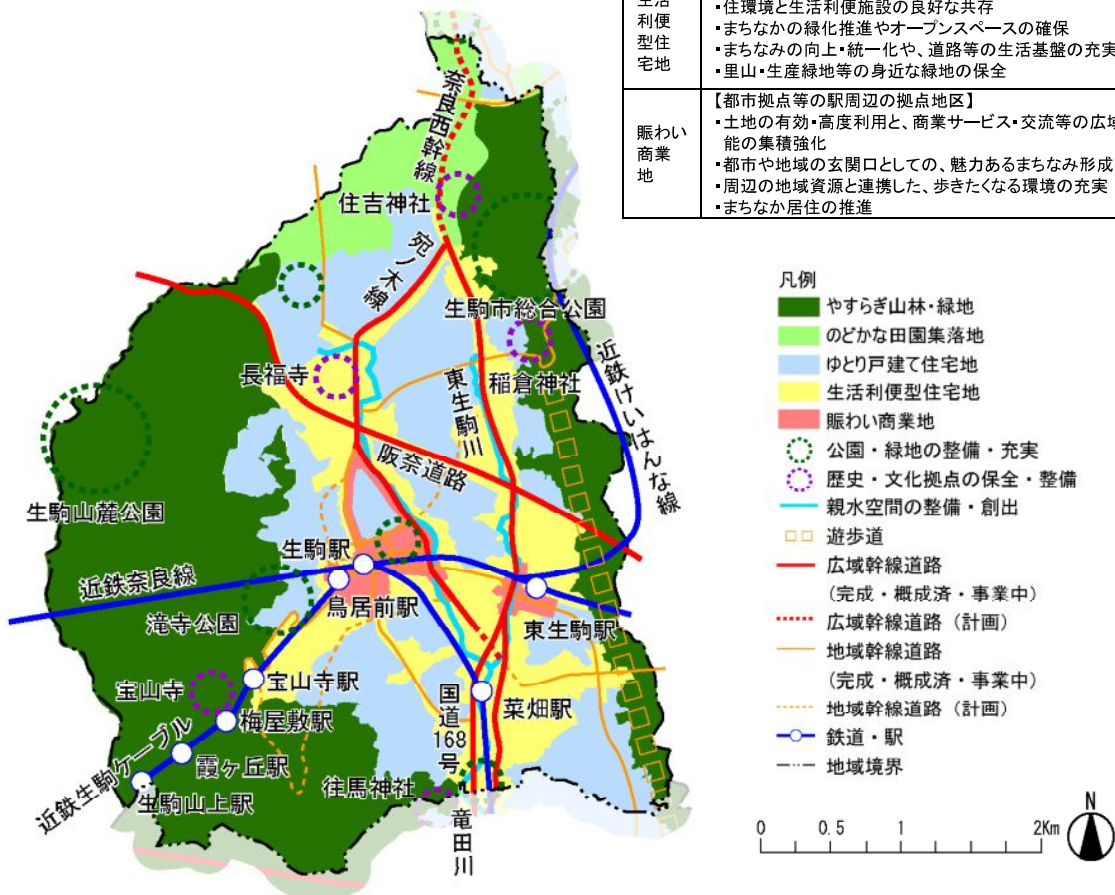 生活
利便
型住
宅地
・住環境と生活利便施設の良好な共存
・まちなかの緑化推進やオープンスペースの確保
・まちなみの向上・統一化や、道路等の生活基盤の充実
・里山・生産緑地等の身近な緑地の保全
賑わい
商業
地
【都市拠点等の駅周辺の拠点地区】
・土地の有効・高度利用と、商業サービス・交流等の広域
能の集積強化
・都市や地域の玄関口としての、魅力あるまちなみ形成
・周辺の地域資源と連携した、歩きたくなる環境の充実
・まちなか居住の推進
奈良西幹線
住吉神社
宛ノ木線
生駒市総合公園
長福寺
東生駒川
稲倉神社
近鉄けいはんな線
阪奈道路
生駒山麓公園
生駒駅
近鉄奈良線
鳥居前駅
滝寺公園
東生駒駅
宝山寺
宝山寺駅
梅屋敷駅
国道168号
菜畑駅
霞ヶ丘駅
近鉄生駒ケーブル
生駒山上駅
往馬神社
竜田川
凡例
やすらぎ山林・緑地
のどかな田園集落地
ゆとり戸建て住宅地
生活利便型住宅地
賑わい商業地
公園・緑地の整備・充実
歴史・文化拠点の保全・整備
親水空間の整備・創出
遊歩道
広域幹線道路
(完成・概成済・事業中)
広域幹線道路（計画）
地域幹線道路
(完成・概成済・事業中)
地域幹線道路（計画）
鉄道・駅
地域境界
0 0.5 1 2Km
N